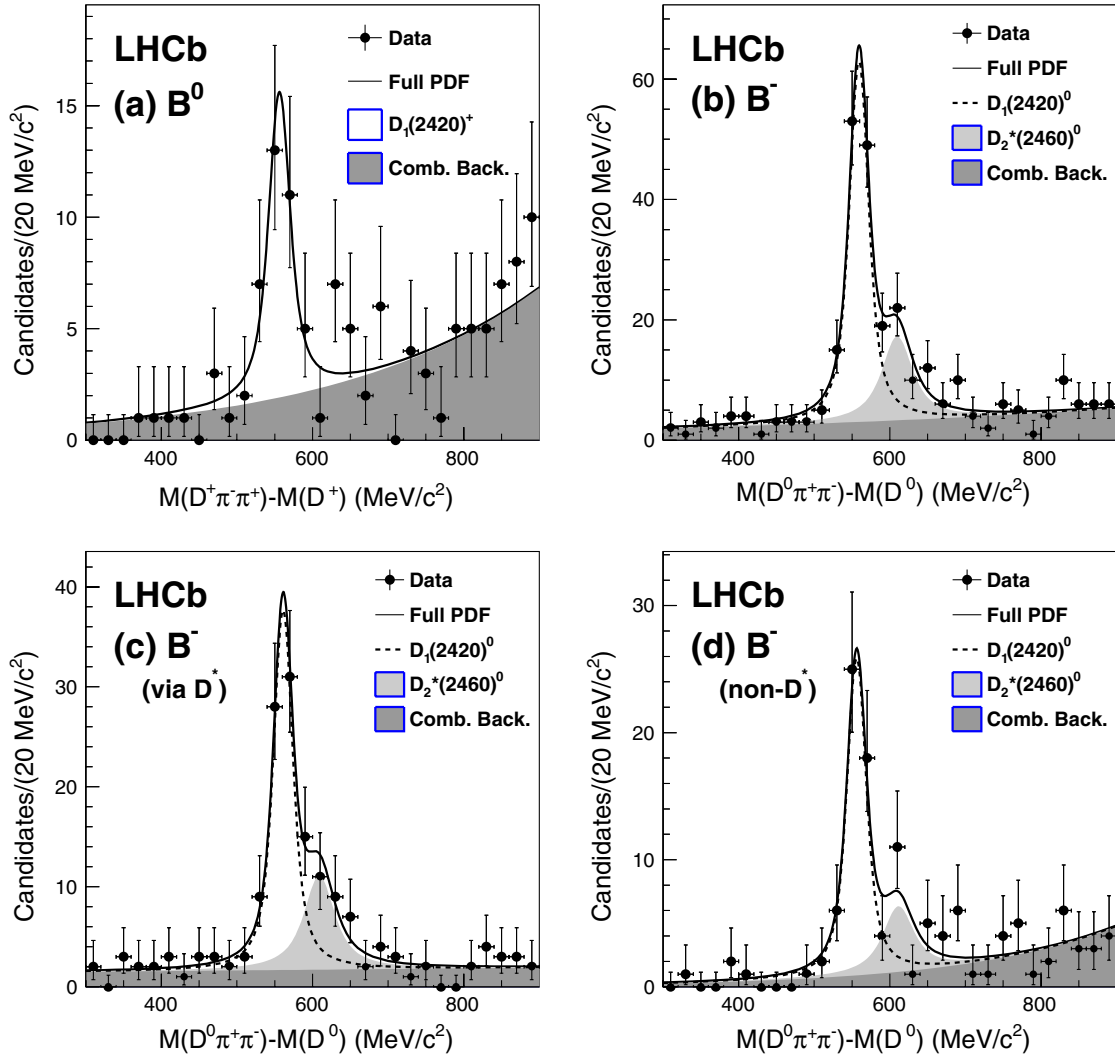 LHCb
(a) B⁰
Data
Full PDF
D₁(2420)⁺
Comb. Back.
Candidates/(20 MeV/c²)
0
5
10
15
400
600
800
M(D⁺π⁻π⁺)-M(D⁺) (MeV/c²)
LHCb
(b) B⁻
Data
Full PDF
D₁(2420)⁰
D₂*(2460)⁰
Comb. Back.
Candidates/(20 MeV/c²)
0
20
40
60
400
600
800
M(D⁰π⁺π⁻)-M(D⁰) (MeV/c²)
LHCb
(c) B⁻
(via D*)
Data
Full PDF
D₁(2420)⁰
D₂*(2460)⁰
Comb. Back.
Candidates/(20 MeV/c²)
0
10
20
30
40
400
600
800
M(D⁰π⁺π⁻)-M(D⁰) (MeV/c²)
LHCb
(d) B⁻
(non-D*)
Data
Full PDF
D₁(2420)⁰
D₂*(2460)⁰
Comb. Back.
Candidates/(20 MeV/c²)
0
10
20
30
400
600
800
M(D⁰π⁺π⁻)-M(D⁰) (MeV/c²)